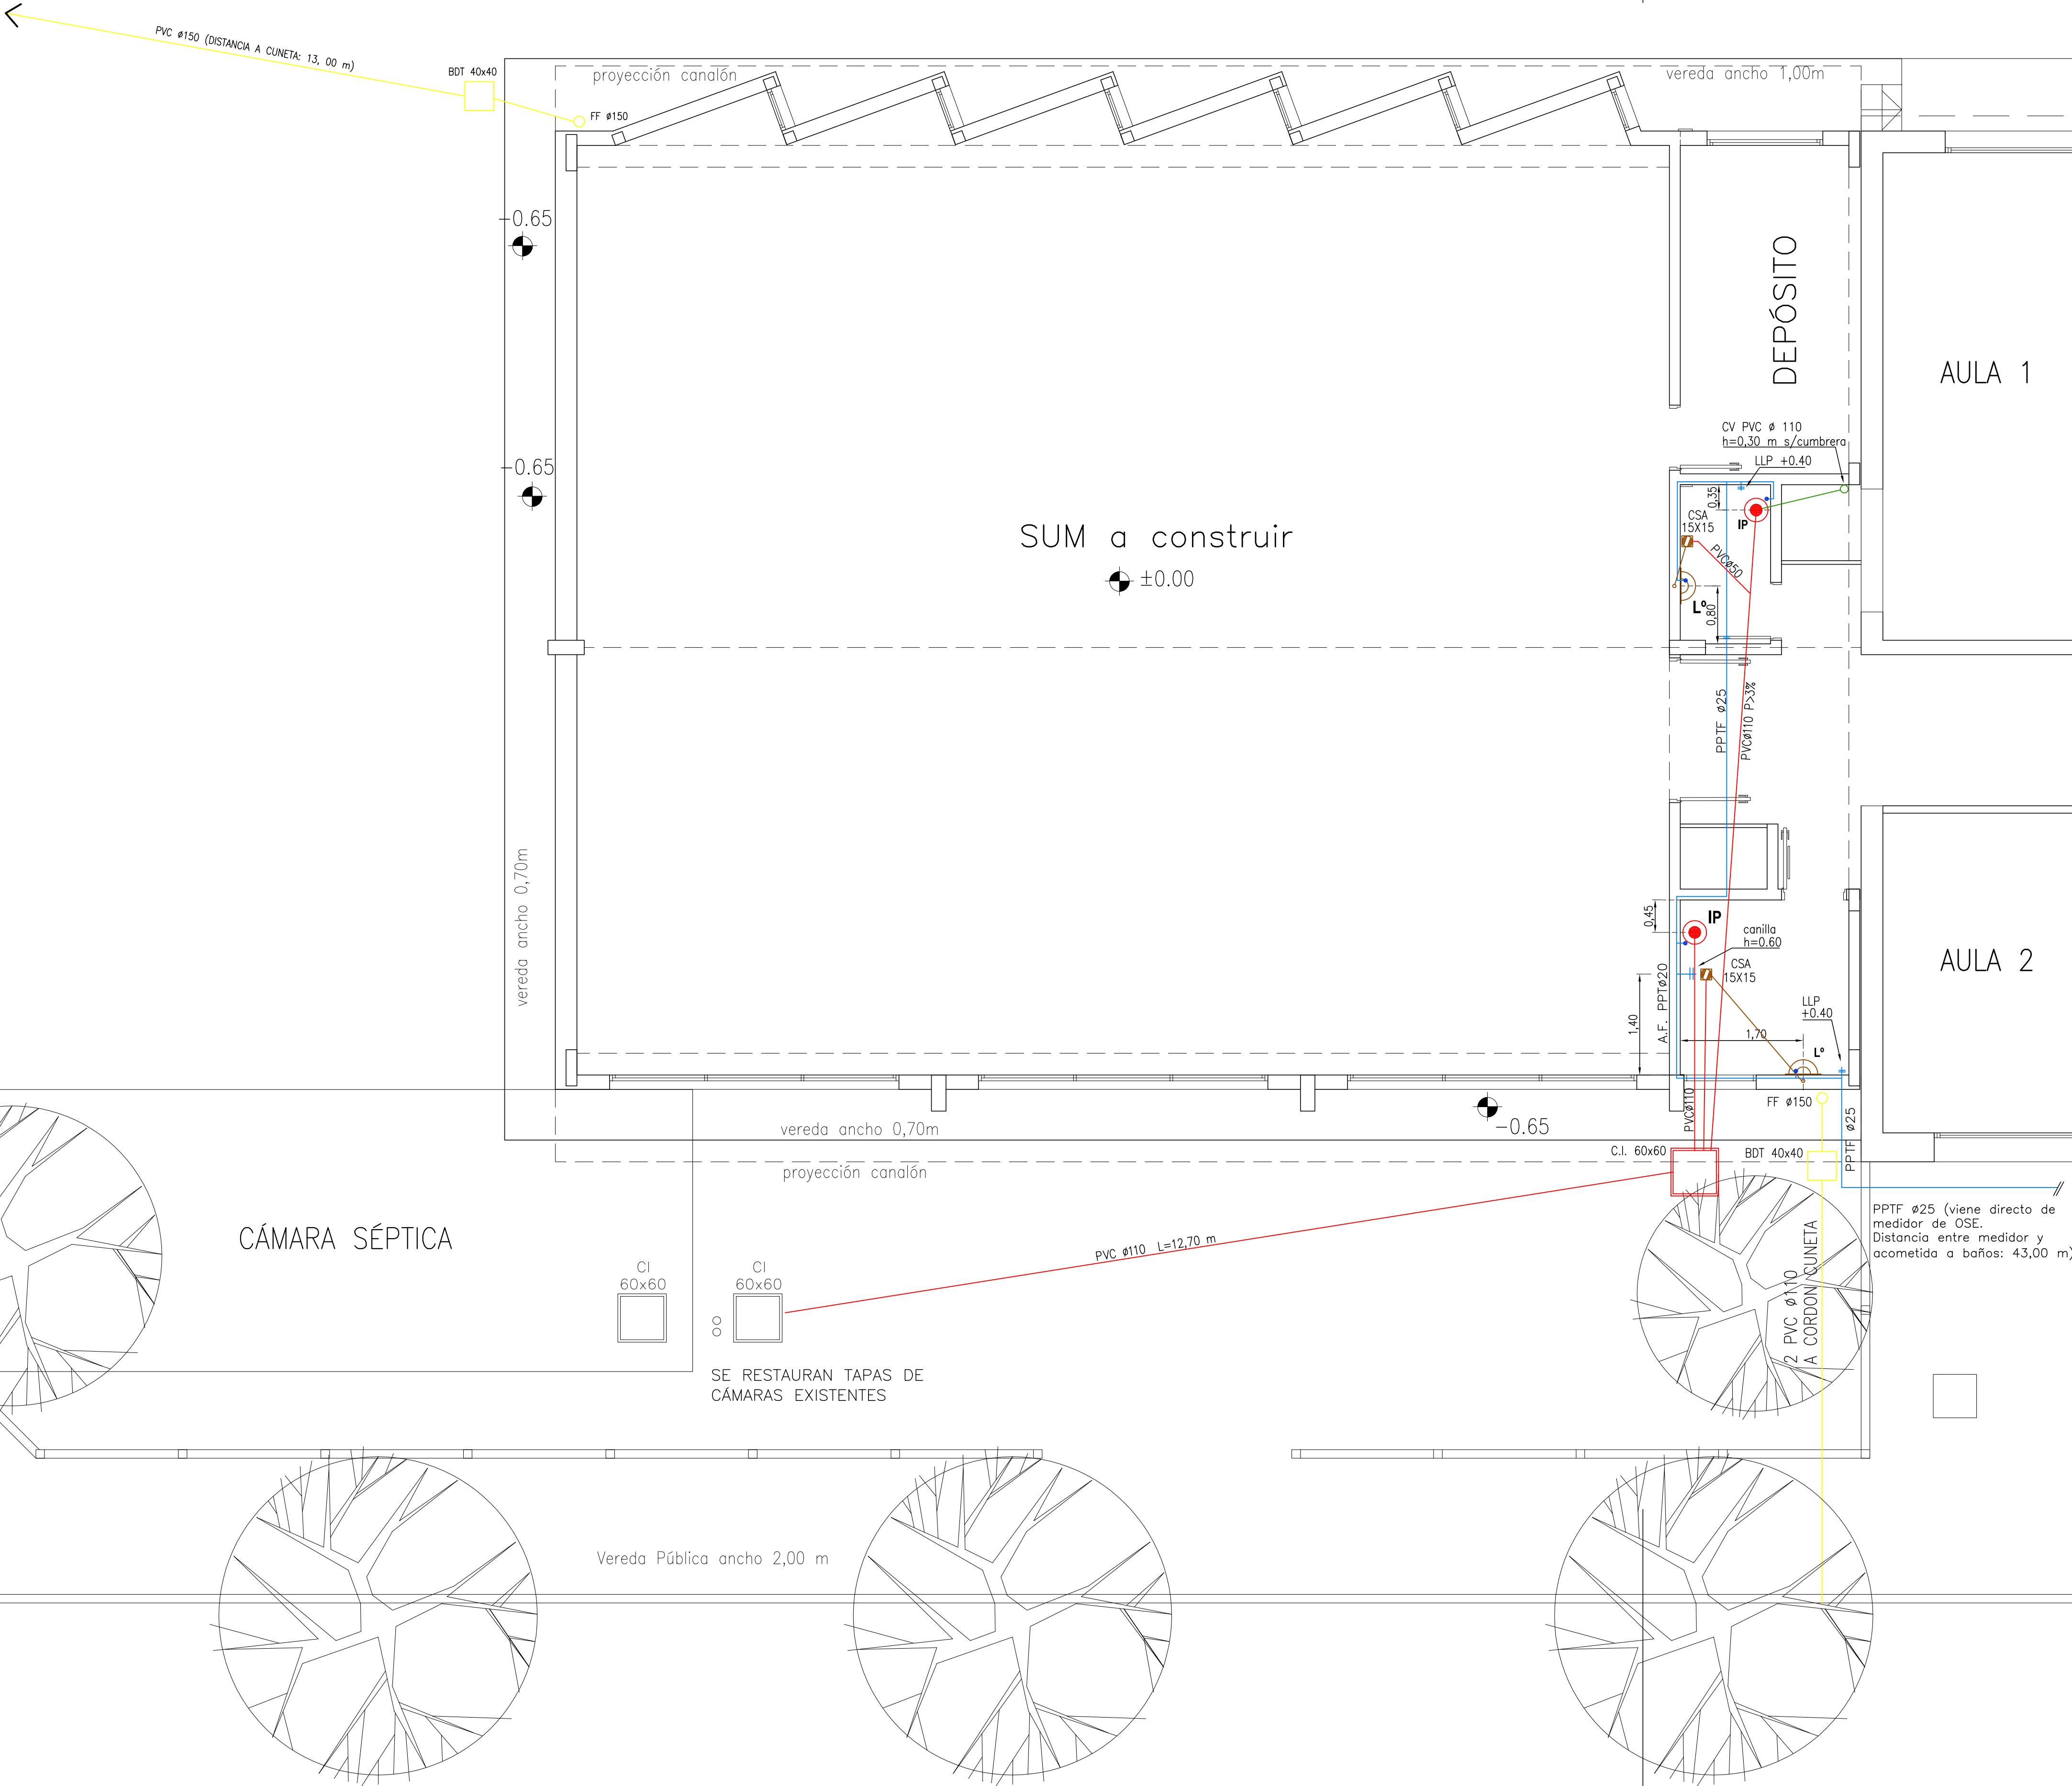 PVC ø150 (DISTANCIA A CUNETA: 13, 00 m)
BDT 40x40
FF ø150
proyección canalón
vereda ancho 1,00m
-0.65
-0.65
DEPÓSITO
AULA 1
CV PVC ø 110
h=0,30 m s/cumbrera
LLP +0.40
0,35
CSA
15X15
IP
PVCø50
Lº
0,80
SUM a construir
±0.00
PPTF ø25
PVCø110 P>3%
vereda ancho 0,70m
0,45
IP
canilla
h=0.60
CSA
15X15
A.F. PPTø20
1,40
LLP
+0.40
1,70
Lº
AULA 2
PVCø110
FF ø150
PPTF ø25
-0.65
vereda ancho 0,70m
proyección canalón
C.I. 60x60
BDT 40x40
PPTF ø25 (viene directo de
medidor de OSE.
Distancia entre medidor y
acometida a baños: 43,00 m)
CÁMARA SÉPTICA
CI
60x60
CI
60x60
PVC ø110 L=12,70 m
2 PVC ø110
A CORDON CUNETA
SE RESTAURAN TAPAS DE
CÁMARAS EXISTENTES
Vereda Pública ancho 2,00 m